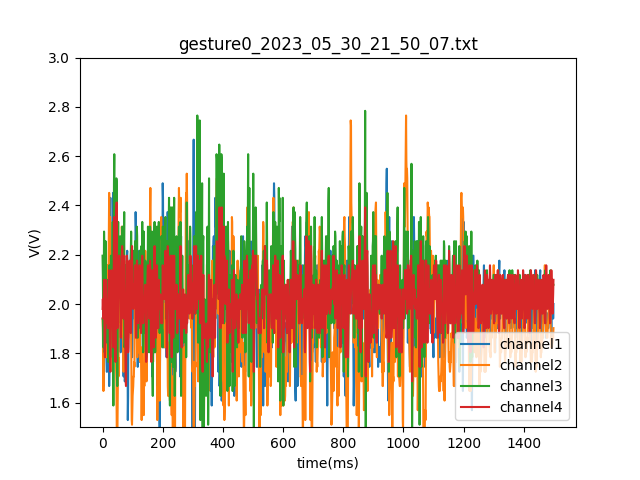 gesture0_2023_05_30_21_50_07.txt
3.0
2.8
2.6
2.4
2.2
2.0
1.8
1.6
V(V)
channel1
channel2
channel3
channel4
0 200 400 600 800 1000 1200 1400
time(ms)